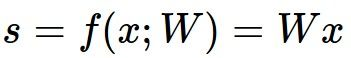 s = f(x; W) = Wx